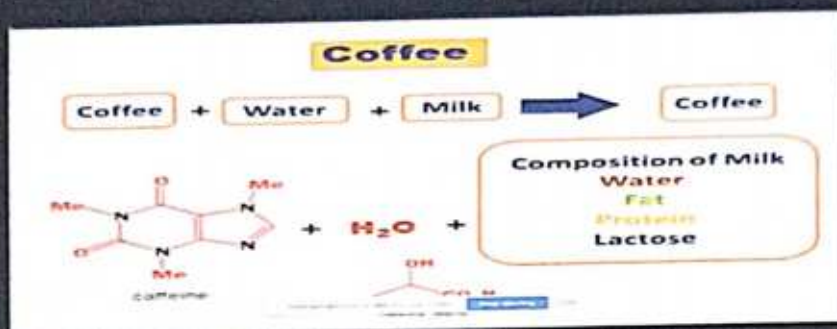 Coffee
Coffee + Water + Milk Coffee
Composition of Milk
Water
Fat
Protein
Lactose
O
Me
Me
N
N
N
N
O
Me
+ H₂O +
caffeine
OH